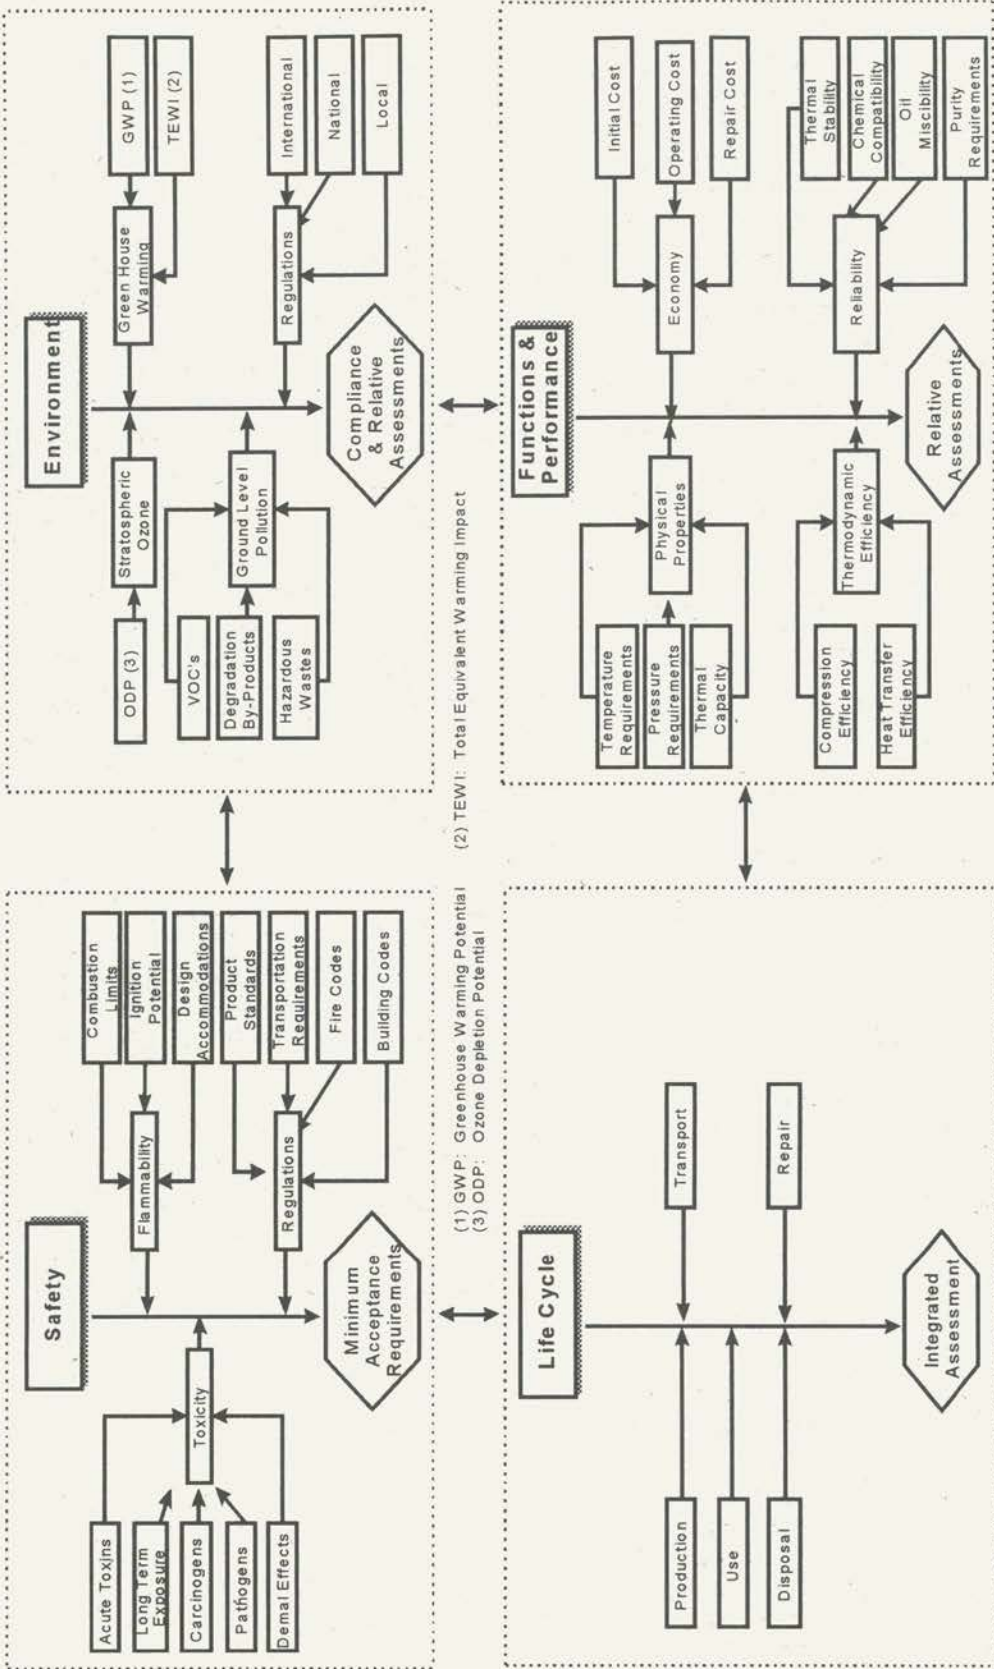 Safety
Acute Toxins
Long Term
Exposure
Carcinogens
Pathogens
Demal Effects
Toxicity
Flammability
Combustion
Limits
Ignition
Potential
Design
Accommodations
Regulations
Product
Standards
Transportation
Requirements
Fire Codes
Building Codes
Minimum
Acceptance
Requirements
Environment
ODP (3)
Stratospheric
Ozone
VOC's
Degradation
By-Products
Hazardous
Wastes
Ground Level
Pollution
Green House
Warming
GWP (1)
TEWI (2)
Regulations
International
National
Local
Compliance
& Relative
Assessments
(1) GWP: Greenhouse Warming Potential
(2) TEWI: Total Equivalent Warming Impact
(3) ODP: Ozone Depletion Potential
Life Cycle
Production
Use
Disposal
Transport
Repair
Integrated
Assessment
Functions &
Performance
Temperature
Requirements
Pressure
Requirements
Thermal
Capacity
Physical
Properties
Compression
Efficiency
Heat Transfer
Efficiency
Thermodynamic
Efficiency
Economy
Initial Cost
Operating Cost
Repair Cost
Reliability
Thermal
Stability
Chemical
Compatibility
Oil
Miscibility
Purity
Requirements
Relative
Assessments